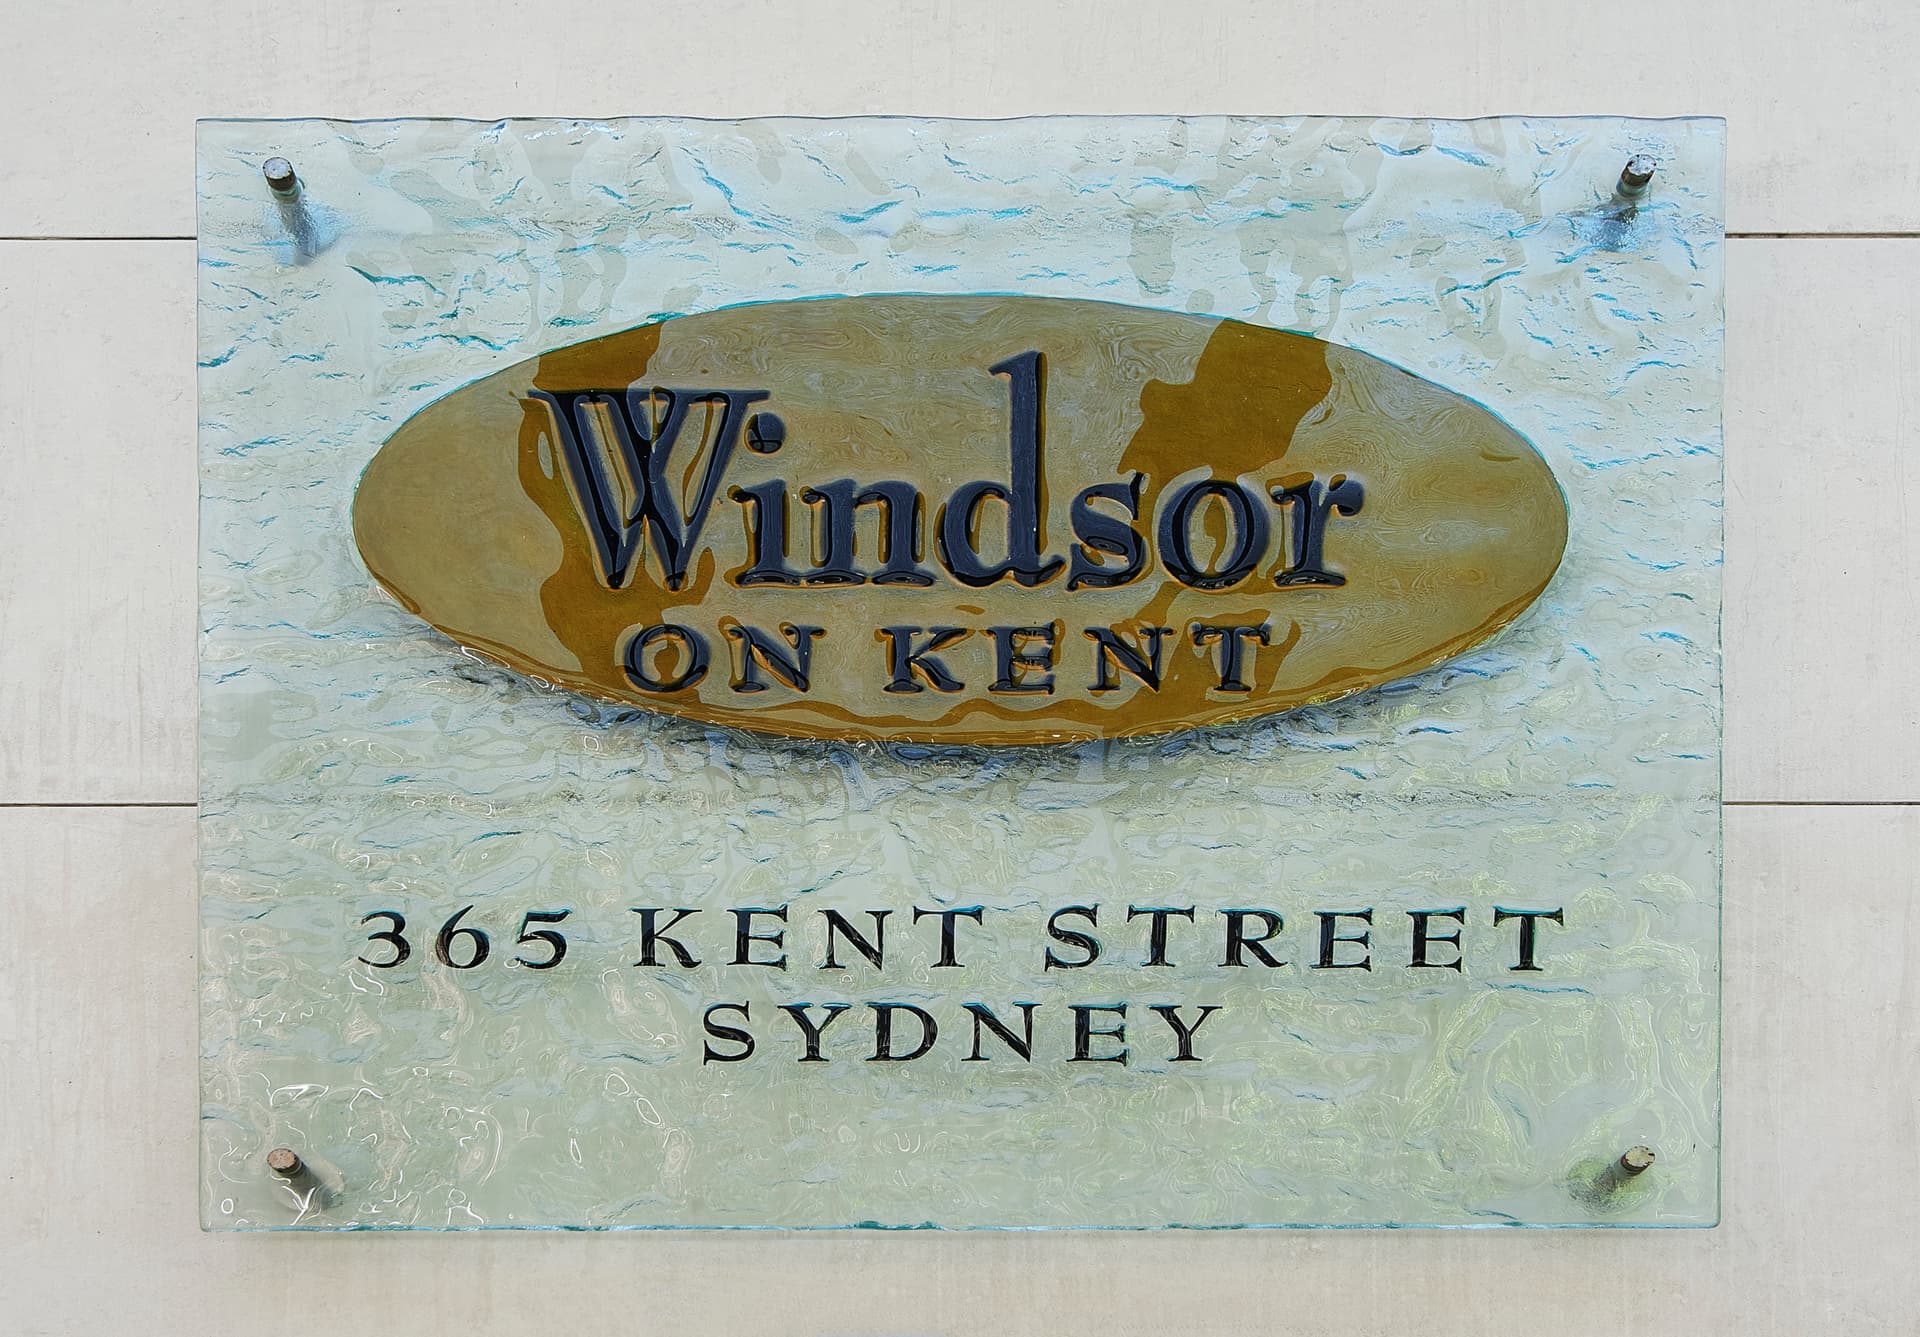 Windsor
ON KENT
365 KENT STREET
SYDNEY